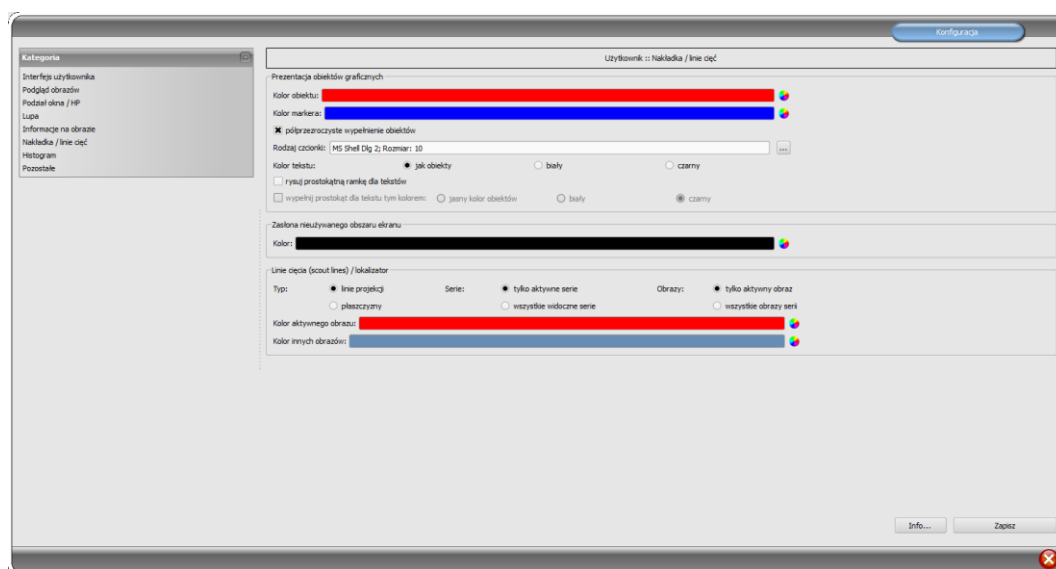 Konfiguracja
Kategoria
Interfejs użytkownika
Podgląd obrazów
Podział okna / HP
Lupa
Informacje na obrazie
Nakładka / linie cięć
Histogram
Pozostałe
Użytkownik :: Nakładka / linie cięć
Prezentacja obiektów graficznych
Kolor obiektu:
Kolor markera:
półprzezroczyste wypełnienie obiektów
Rodzaj czcionki: MS Shell Dlg 2; Rozmiar: 10 ...
Kolor tekstu: jak obiekty biały czarny
rysuj prostokątną ramkę dla tekstów
wypełnij prostokąt dla tekstu tym kolorem: jasny kolor obiektów biały czarny
Zasłona nieużywanego obszaru ekranu
Kolor:
Linie cięcia (scout lines) / lokalizator
Typ: linie projekcji Serie: tylko aktywne serie Obrazy: tylko aktywny obraz
płaszczyzny wszystkie widoczne serie wszystkie obrazy serii
Kolor aktywnego obrazu:
Kolor innych obrazów:
Info... Zapisz